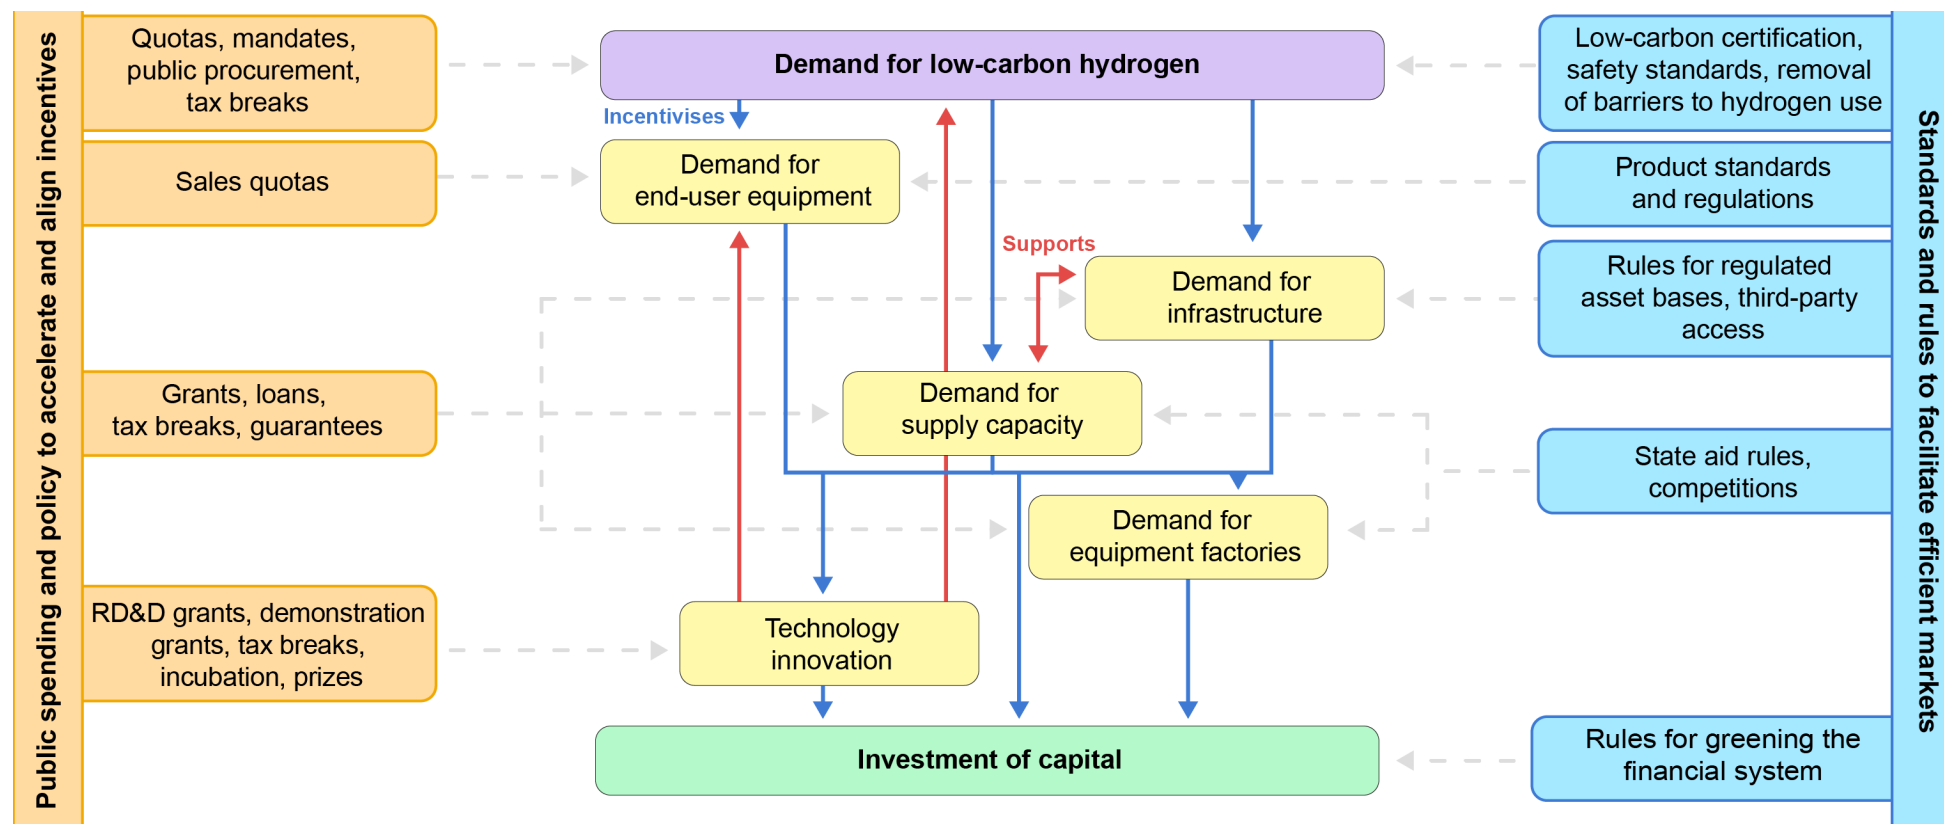 Public spending and policy to accelerate and align incentives
Quotas, mandates,
public procurement,
tax breaks
Sales quotas
Grants, loans,
tax breaks, guarantees
RD&D grants, demonstration
grants, tax breaks,
incubation, prizes
Demand for low-carbon hydrogen
Incentivises
Demand for
end-user equipment
Supports
Demand for
infrastructure
Demand for
supply capacity
Demand for
equipment factories
Technology
innovation
Investment of capital
Low-carbon certification,
safety standards, removal
of barriers to hydrogen use
Product standards
and regulations
Rules for regulated
asset bases, third-party
access
State aid rules,
competitions
Rules for greening the
financial system
Standards and rules to facilitate efficient markets